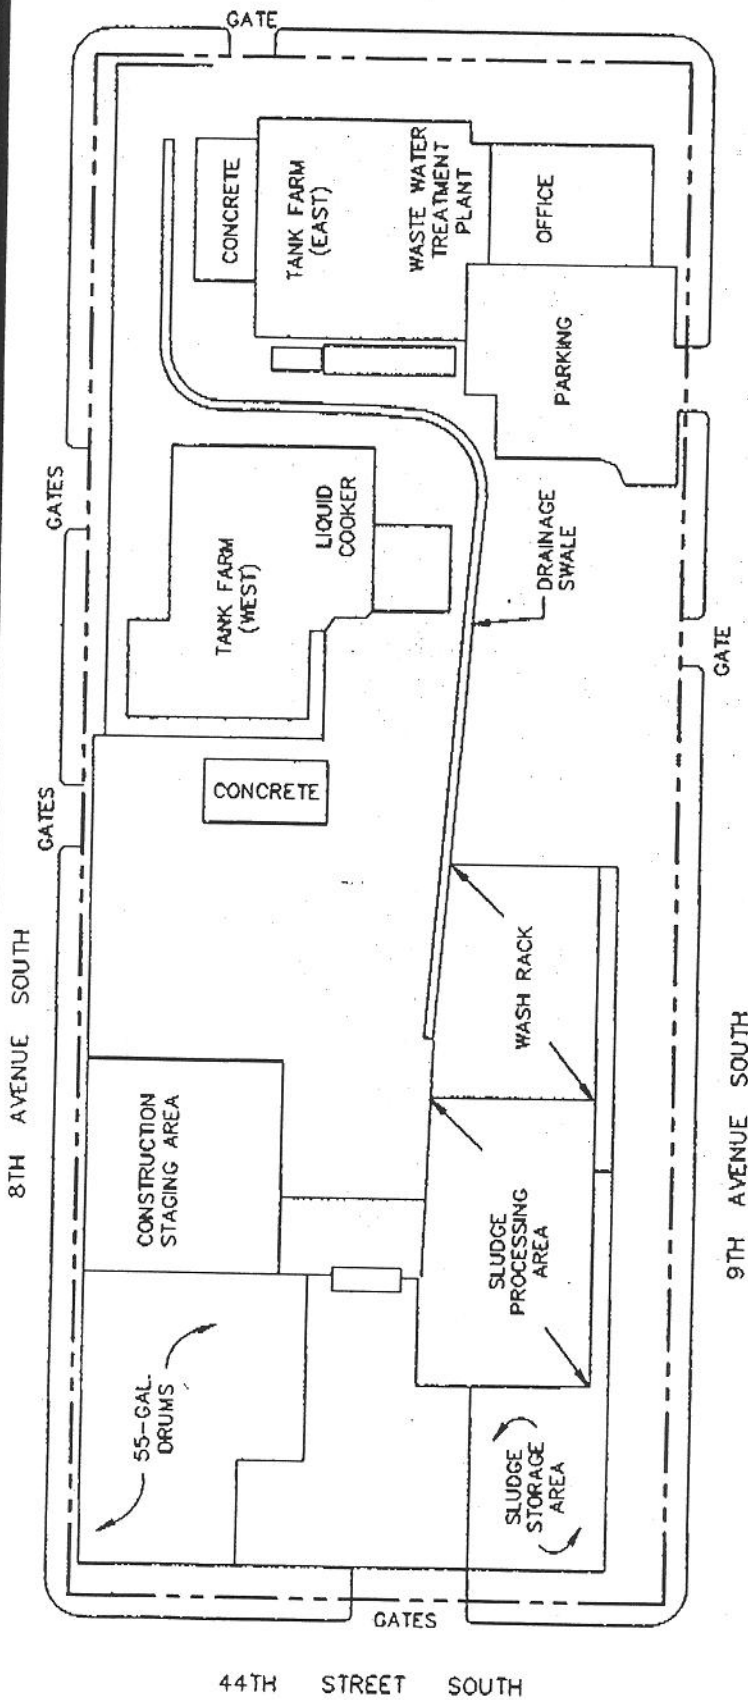 GATE
CONCRETE
TANK FARM
(EAST)
WASTE WATER
TREATMENT
PLANT
OFFICE
PARKING
GATES
TANK FARM
(WEST)
LIQUID
COOKER
DRAINAGE
SWALE
GATE
GATES
CONCRETE
WASH RACK
8TH AVENUE SOUTH
9TH AVENUE SOUTH
CONSTRUCTION
STAGING AREA
SLUDGE
PROCESSING
AREA
55-GAL.
DRUMS
SLUDGE
STORAGE
AREA
GATES
44TH STREET SOUTH